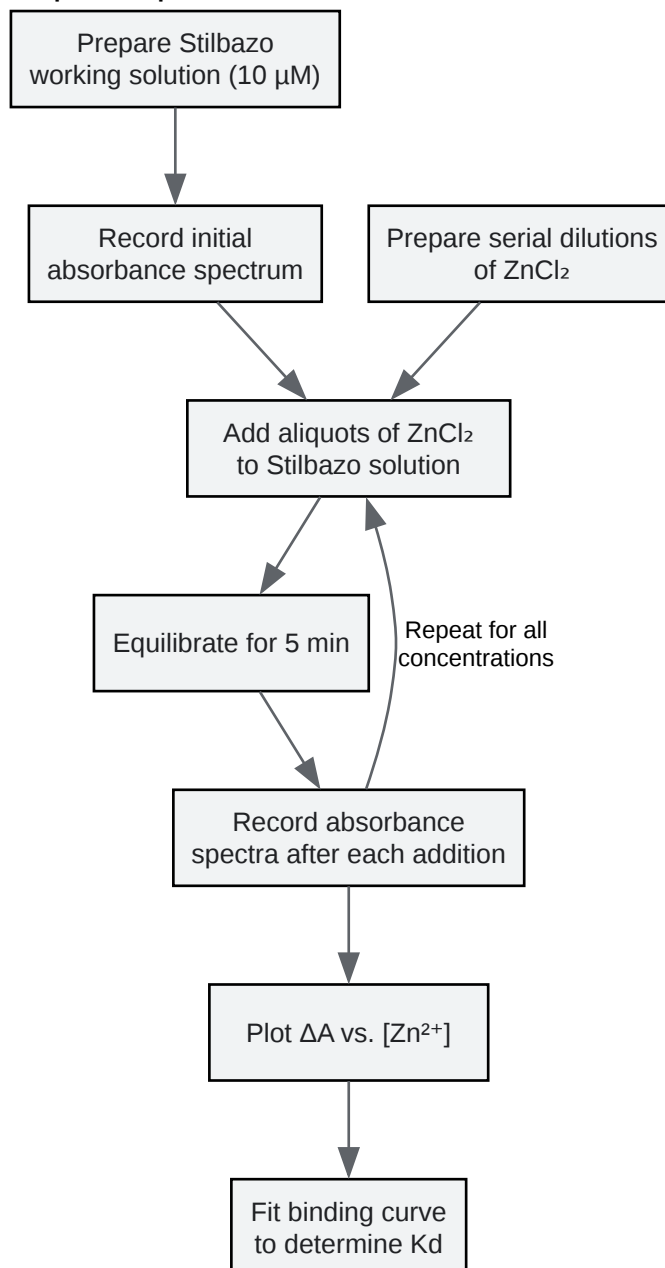 Prepare Stilbazo
working solution (10 µM)
Record initial
absorbance spectrum
Prepare serial dilutions
of ZnCl₂
Add aliquots of ZnCl₂
to Stilbazo solution
Equilibrate for 5 min
Repeat for all
concentrations
Record absorbance
spectra after each addition
Plot ΔA vs. [Zn²⁺]
Fit binding curve
to determine Kd